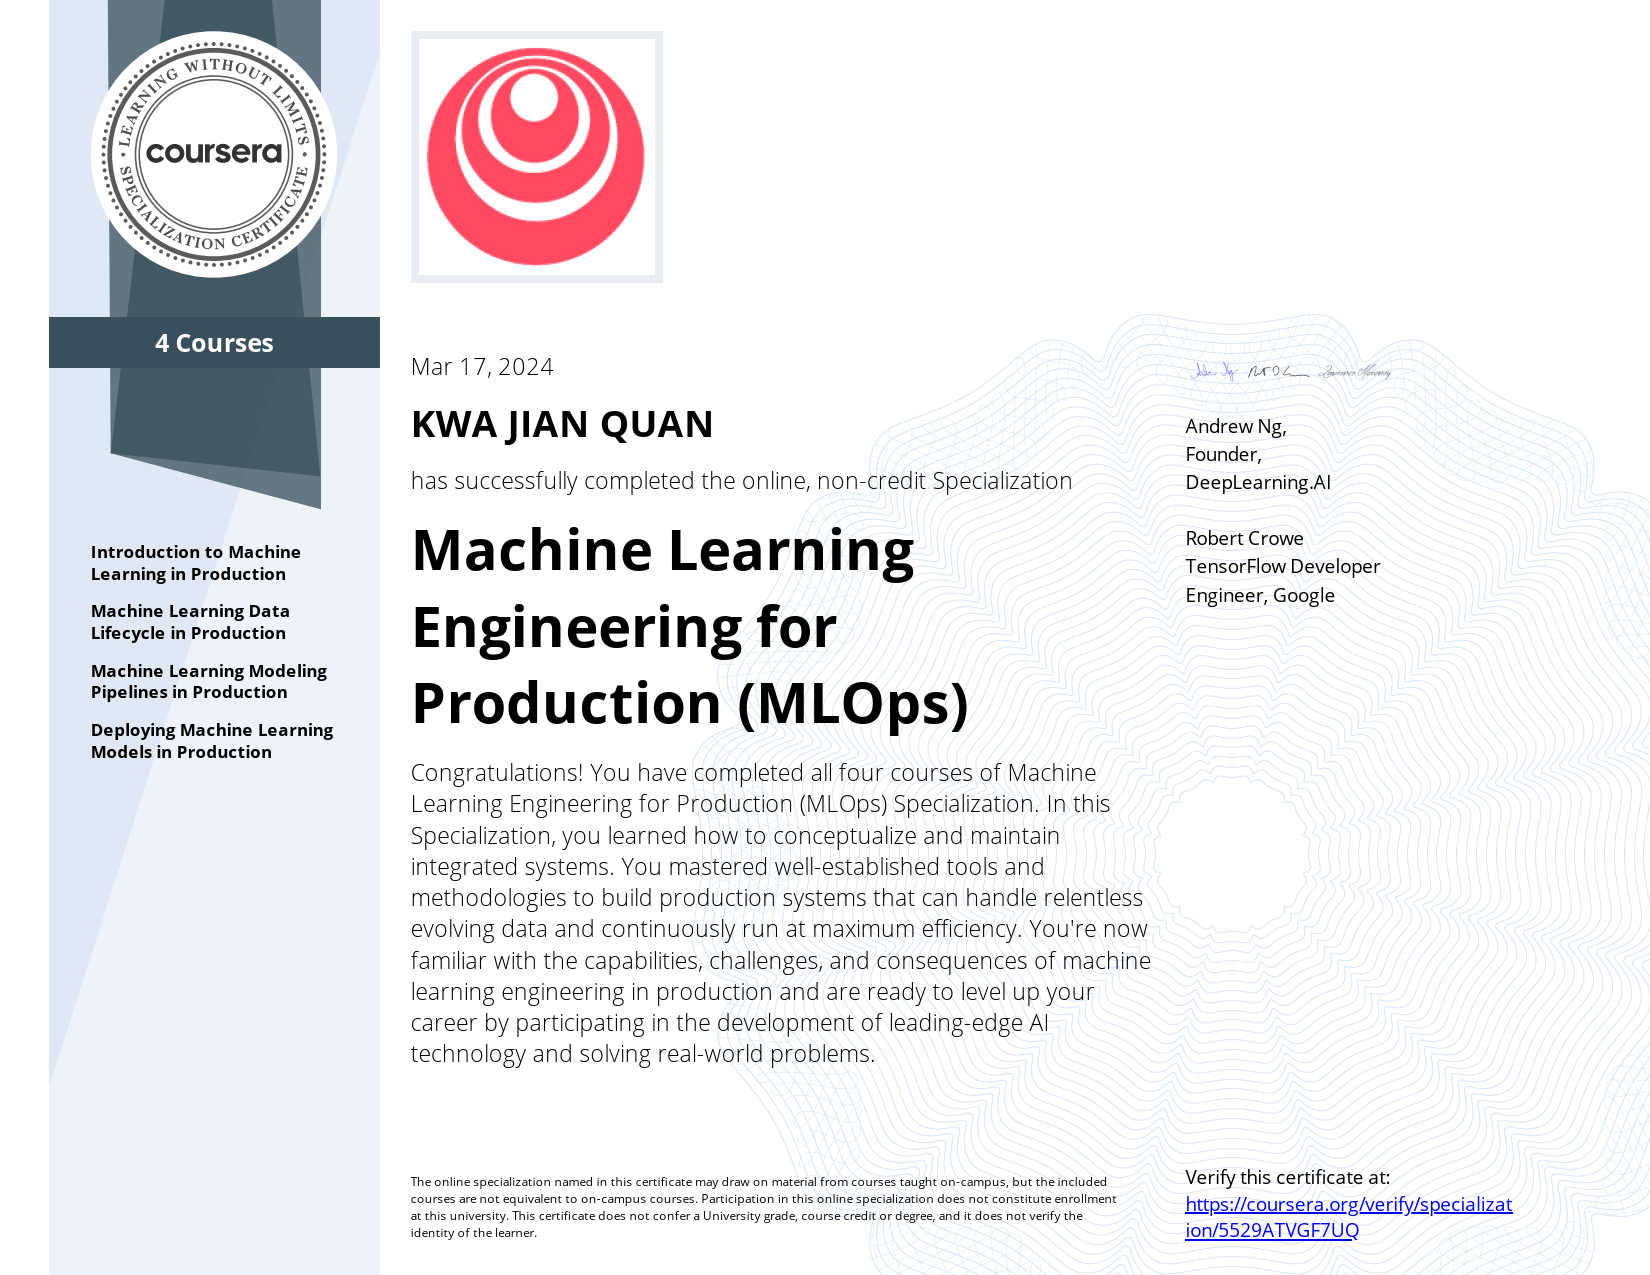 LEARNING WITHOUT LIMITS
coursera
SPECIALIZATION CERTIFICATE
4 Courses
Introduction to Machine
Learning in Production
Machine Learning Data
Lifecycle in Production
Machine Learning Modeling
Pipelines in Production
Deploying Machine Learning
Models in Production
Mar 17, 2024
KWA JIAN QUAN
has successfully completed the online, non-credit Specialization
Machine Learning
Engineering for
Production (MLOps)
Congratulations! You have completed all four courses of Machine
Learning Engineering for Production (MLOps) Specialization. In this
Specialization, you learned how to conceptualize and maintain
integrated systems. You mastered well-established tools and
methodologies to build production systems that can handle relentless
evolving data and continuously run at maximum efficiency. You're now
familiar with the capabilities, challenges, and consequences of machine
learning engineering in production and are ready to level up your
career by participating in the development of leading-edge AI
technology and solving real-world problems.
Andrew Ng,
Founder,
DeepLearning.AI
Robert Crowe
TensorFlow Developer
Engineer, Google
The online specialization named in this certificate may draw on material from courses taught on-campus, but the included
courses are not equivalent to on-campus courses. Participation in this online specialization does not constitute enrollment
at this university. This certificate does not confer a University grade, course credit or degree, and it does not verify the
identity of the learner.
Verify this certificate at:
https://coursera.org/verify/specializat
ion/5529ATVGF7UQ